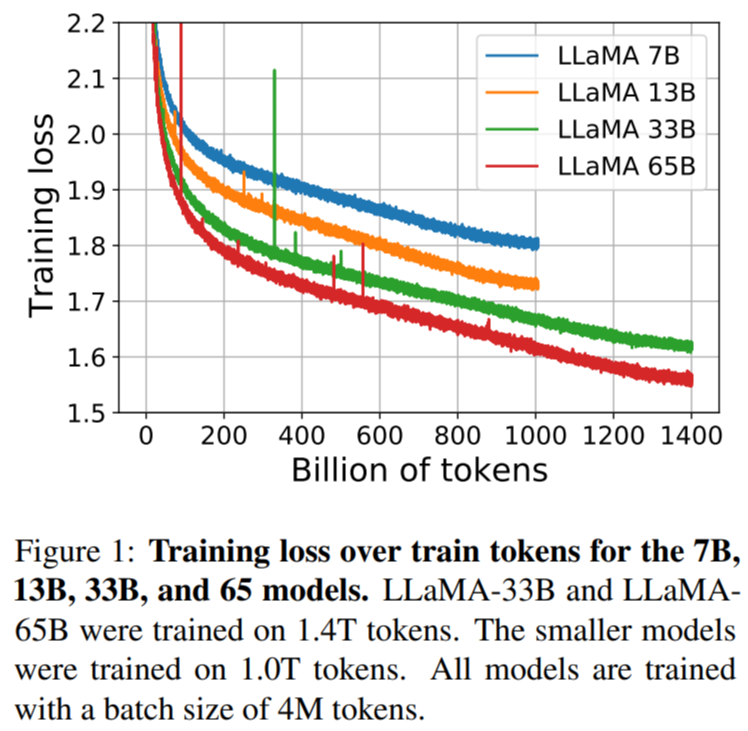 2.2
2.1
2.0
1.9
1.8
1.7
1.6
1.5
Training loss
LLaMA 7B
LLaMA 13B
LLaMA 33B
LLaMA 65B
0 200 400 600 800 1000 1200 1400
Billion of tokens
Figure 1: Training loss over train tokens for the 7B,
13B, 33B, and 65 models. LLaMA-33B and LLaMA-
65B were trained on 1.4T tokens. The smaller models
were trained on 1.0T tokens. All models are trained
with a batch size of 4M tokens.